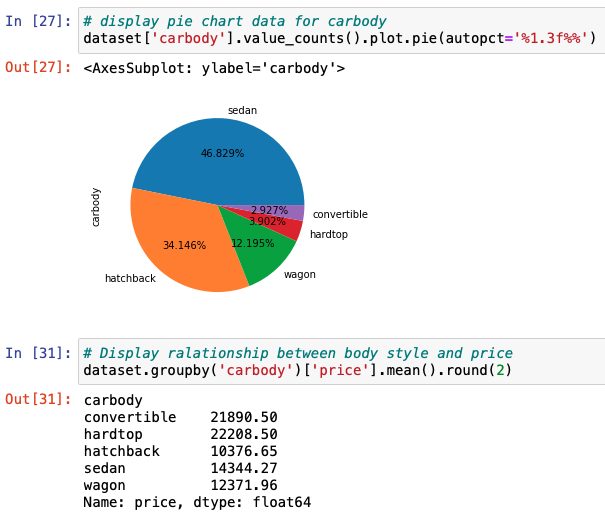 In [27]: # display pie chart data for carbody
dataset['carbody'].value_counts().plot.pie(autopct='%1.3f%%')
Out[27]: <AxesSubplot: ylabel='carbody'>
sedan
46.829%
carbody
2.927%
convertible
3.902%
hardtop
34.146%
12.195%
wagon
hatchback
In [31]: # Display ralationship between body style and price
dataset.groupby('carbody')['price'].mean().round(2)
Out[31]: carbody
convertible    21890.50
hardtop        22208.50
hatchback      10376.65
sedan          14344.27
wagon          12371.96
Name: price, dtype: float64